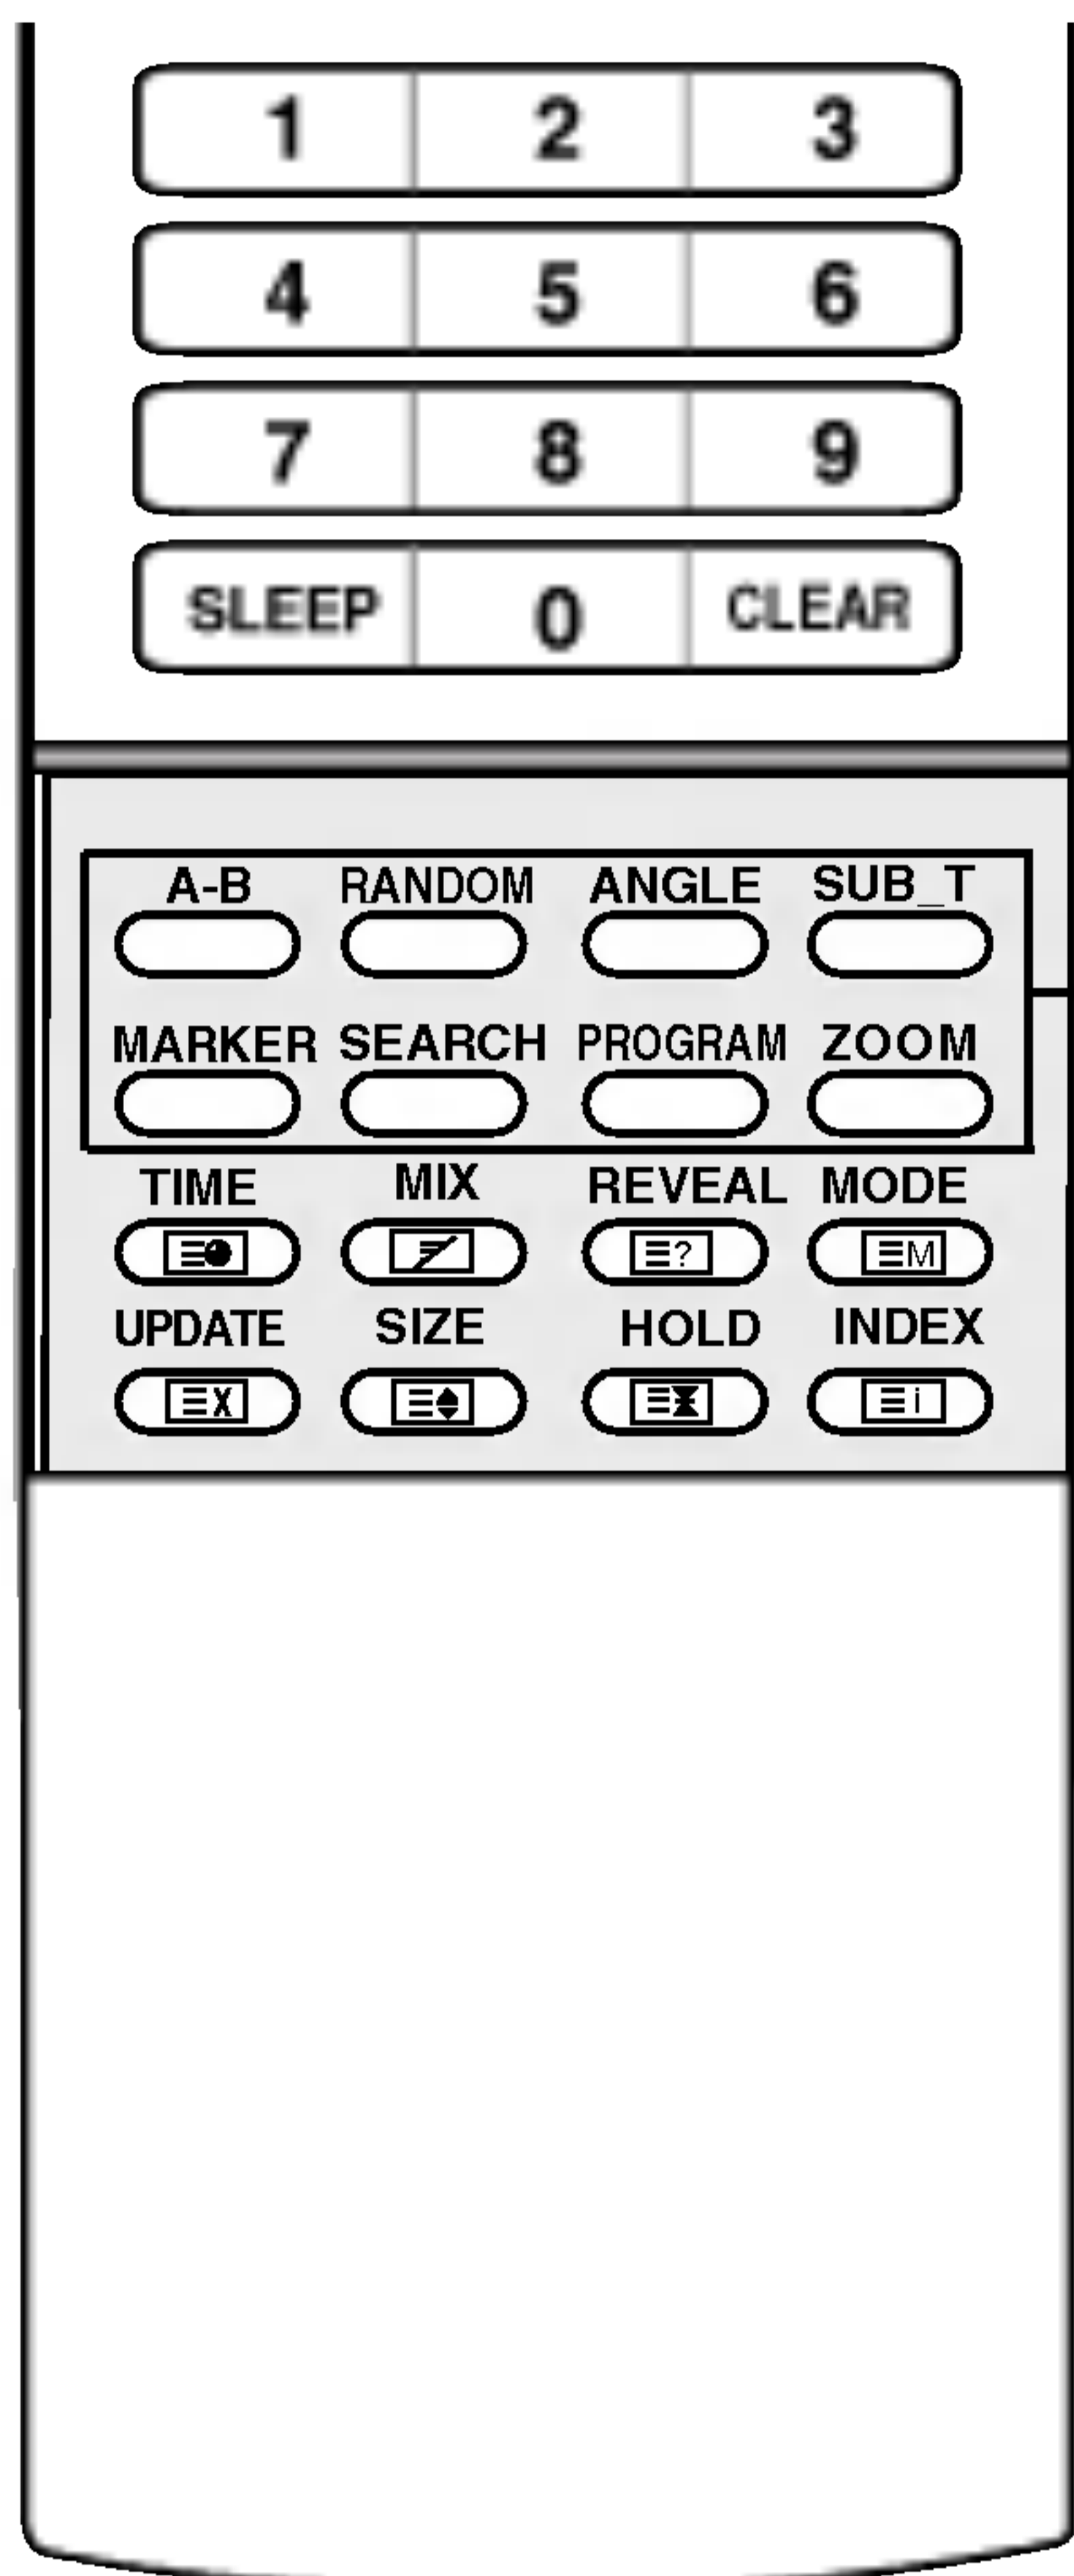 1 2 3
4 5 6
7 8 9
SLEEP 0 CLEAR
A-B RANDOM ANGLE SUB_T
MARKER SEARCH PROGRAM ZOOM
TIME MIX REVEAL MODE
? M
UPDATE SIZE HOLD INDEX
X i